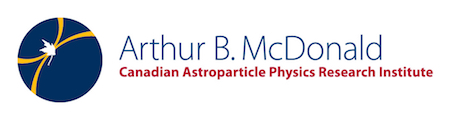 Arthur B. McDonald
Canadian Astroparticle Physics Research Institute